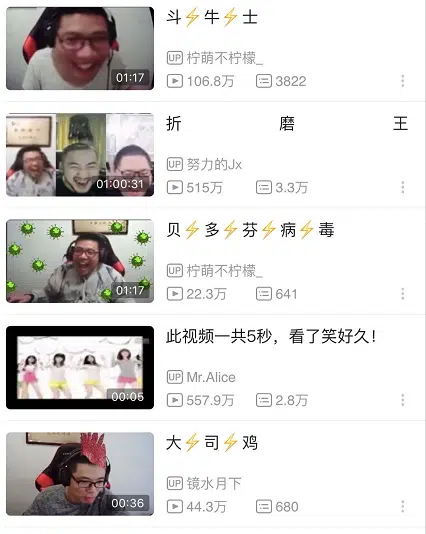 斗⚡牛⚡士
01:17
UP 柠萌不柠檬_
106.8万 3822
折 磨 王
01:00:31
UP 努力的Jx
515万 3.3万
贝⚡多⚡芬⚡病⚡毒
01:17
UP 柠萌不柠檬_
22.3万 641
此视频一共5秒，看了笑好久！
00:05
UP Mr.Alice
557.9万 2.8万
大⚡司⚡鸡
00:36
UP 镜水月下
44.3万 680